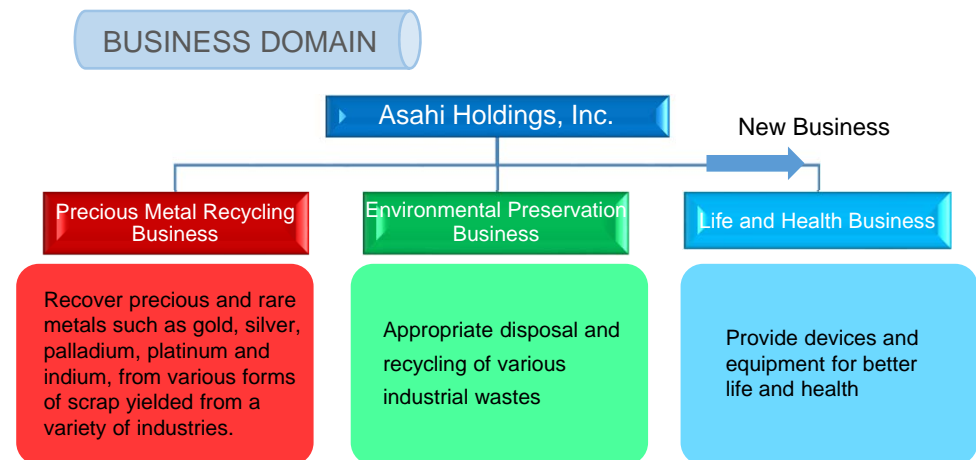 BUSINESS DOMAIN
Asahi Holdings, Inc.
New Business
Precious Metal Recycling
Business
Environmental Preservation
Business
Life and Health Business
Recover precious and rare
metals such as gold, silver,
palladium, platinum and
indium, from various forms
of scrap yielded from a
variety of industries.
Appropriate disposal and
recycling of various
industrial wastes
Provide devices and
equipment for better
life and health